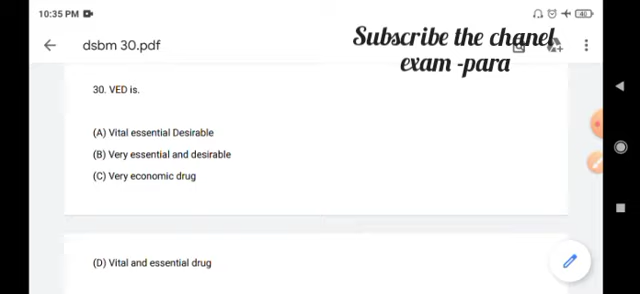 10:35 PM
40
dsbm 30.pdf
Subscribe the chanel
exam -para
30. VED is.
(A) Vital essential Desirable
(B) Very essential and desirable
(C) Very economic drug
(D) Vital and essential drug